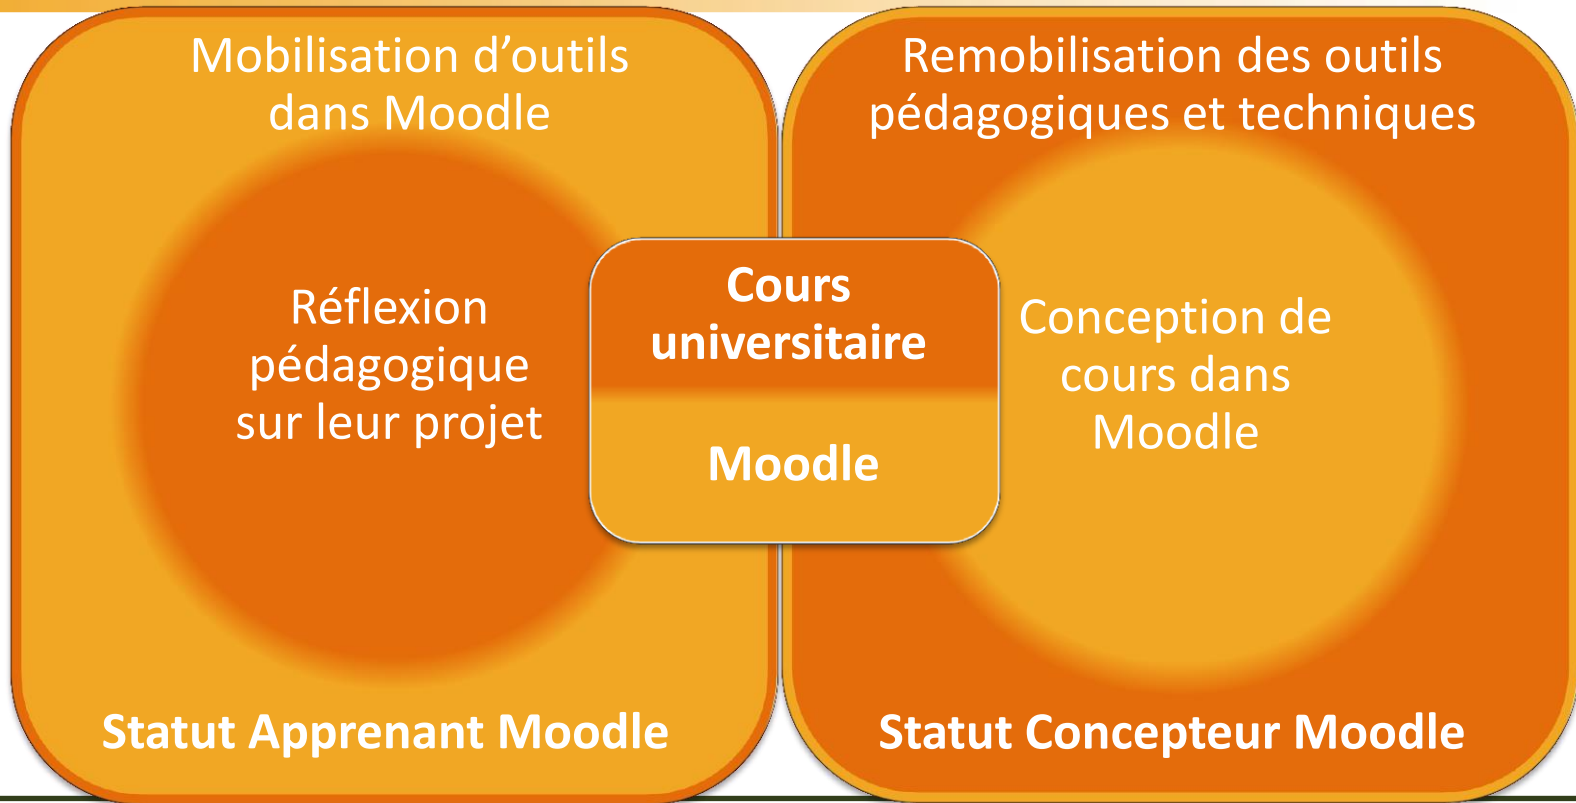 Mobilisation d’outils
dans Moodle
Réflexion
pédagogique
sur leur projet
Statut Apprenant Moodle
Cours
universitaire
Moodle
Remobilisation des outils
pédagogiques et techniques
Conception de
cours dans
Moodle
Statut Concepteur Moodle